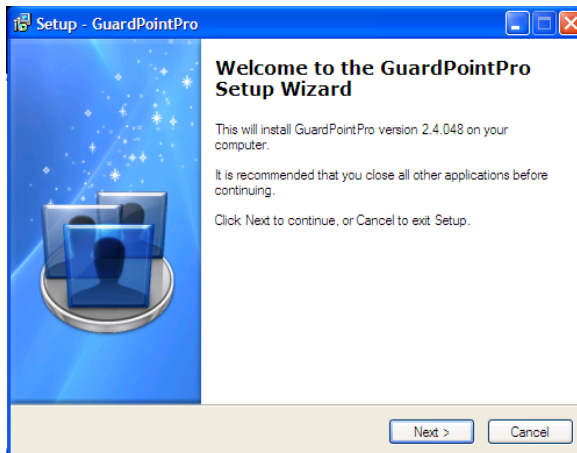 Setup - GuardPointPro
Welcome to the GuardPointPro
Setup Wizard
This will install GuardPointPro version 2.4.048 on your
computer.
It is recommended that you close all other applications before
continuing.
Click Next to continue, or Cancel to exit Setup.
Next >
Cancel